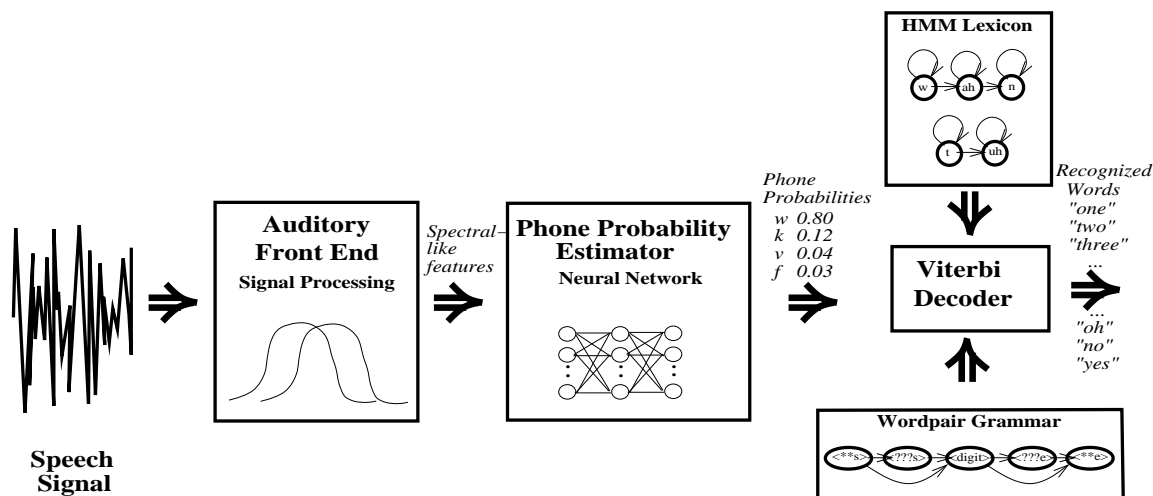 HMM Lexicon
w ah n
t uh
Speech
Signal
Auditory
Front End
Signal Processing
Spectral-
like
features
Phone Probability
Estimator
Neural Network
Phone
Probabilities
w 0.80
k 0.12
v 0.04
f 0.03
Viterbi
Decoder
Recognized
Words
"one"
"two"
"three"
...
...
"oh"
"no"
"yes"
Wordpair Grammar
<**s> <???s> <digit> <???e> <**e>